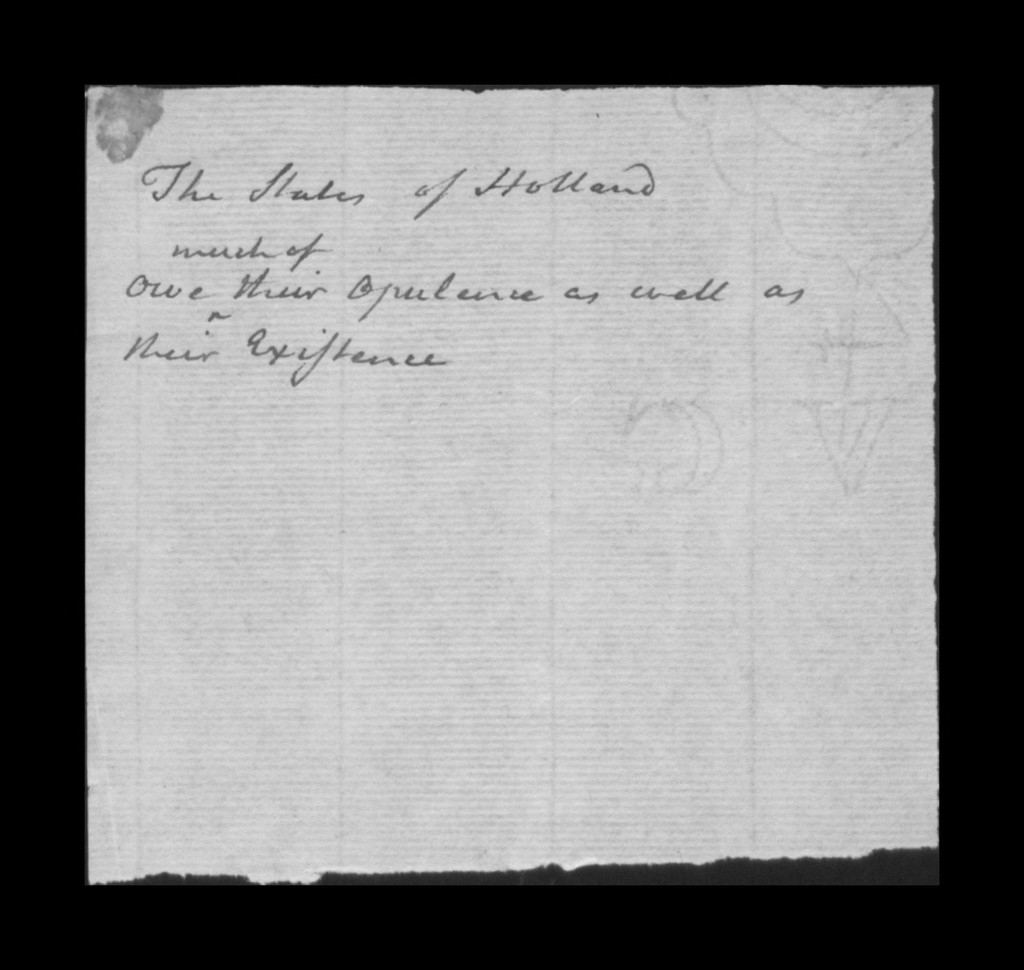 The States of Holland
much of
owe their Opulence as well as
their Existence